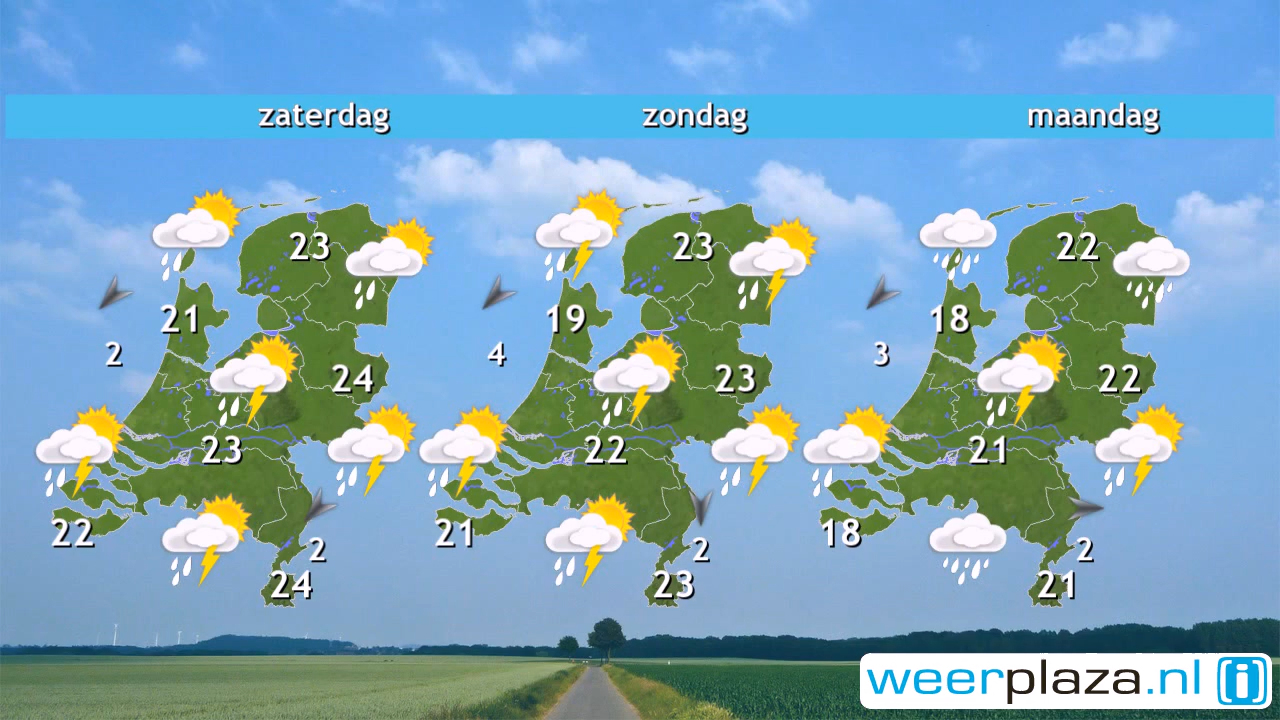 zaterdag zondag maandag
23 23 22
21 19 18
2 4 3
24 23 22
23 22 21
22 21 18
2 2 2
24 23 21
weerplaza.nl